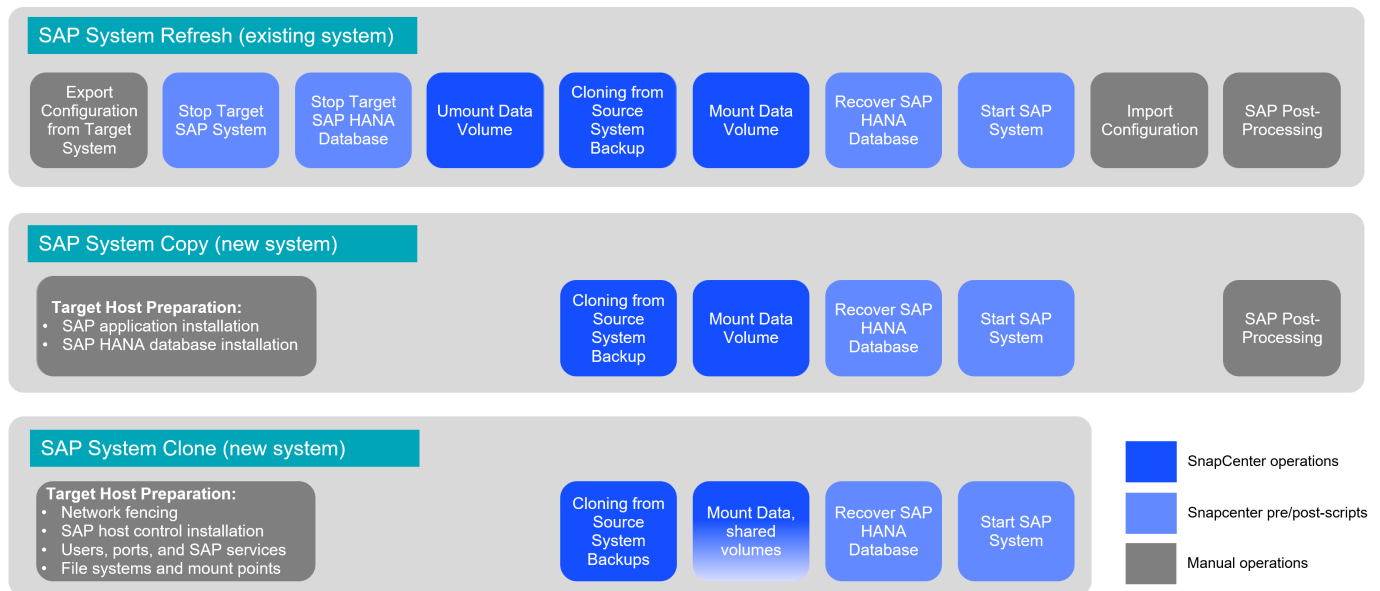 SAP System Refresh (existing system)
Export
Configuration
from Target
System
Stop Target
SAP System
Stop Target
SAP HANA
Database
Umount Data
Volume
Cloning from
Source
System
Backup
Mount Data
Volume
Recover SAP
HANA
Database
Start SAP
System
Import
Configuration
SAP Post-
Processing
SAP System Copy (new system)
Target Host Preparation:
• SAP application installation
• SAP HANA database installation
Cloning from
Source
System
Backup
Mount Data
Volume
Recover SAP
HANA
Database
Start SAP
System
SAP Post-
Processing
SAP System Clone (new system)
Target Host Preparation:
• Network fencing
• SAP host control installation
• Users, ports, and SAP services
• File systems and mount points
Cloning from
Source
System
Backups
Mount Data,
shared
volumes
Recover SAP
HANA
Database
Start SAP
System
SnapCenter operations
Snapcenter pre/post-scripts
Manual operations